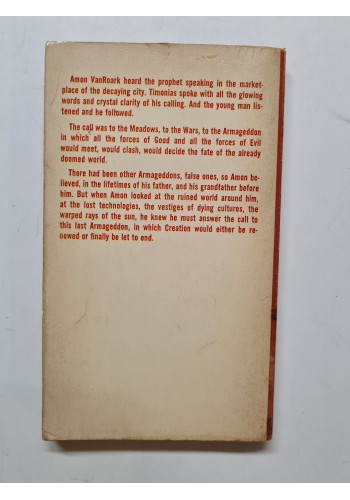 Amon VanRoark heard the prophet speaking in the market-
place of the decaying city. Timonias spoke with all the glowing
words and crystal clarity of his calling. And the young man lis-
tened and he followed.
The call was to the Meadows, to the Wars, to the Armageddon
in which all the forces of Good and all the forces of Evil
would meet, would clash, would decide the fate of the already
doomed world.
There had been other Armageddons, false ones, so Amon be-
lieved, in the lifetimes of his father, and his grandfather before
him. But when Amon looked at the ruined world around him,
at the lost technologies, the vestiges of dying cultures, the
warped rays of the sun, he knew he must answer the call to
this last Armageddon, in which Creation would either be re-
newed or finally be let to end.